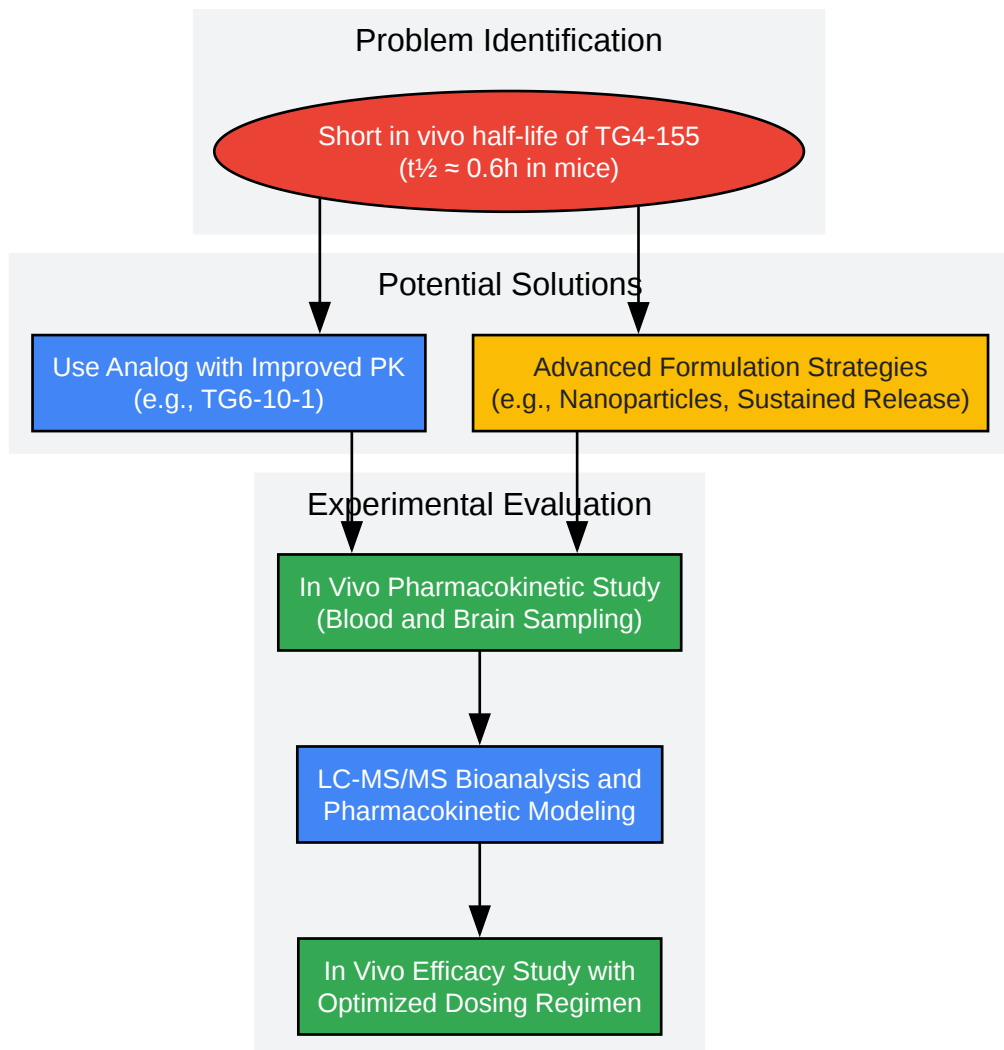 Problem Identification
Short in vivo half-life of TG4-155
(t½ ≈ 0.6h in mice)
Potential Solutions
Use Analog with Improved PK
(e.g., TG6-10-1)
Advanced Formulation Strategies
(e.g., Nanoparticles, Sustained Release)
Experimental Evaluation
In Vivo Pharmacokinetic Study
(Blood and Brain Sampling)
LC-MS/MS Bioanalysis and
Pharmacokinetic Modeling
In Vivo Efficacy Study with
Optimized Dosing Regimen